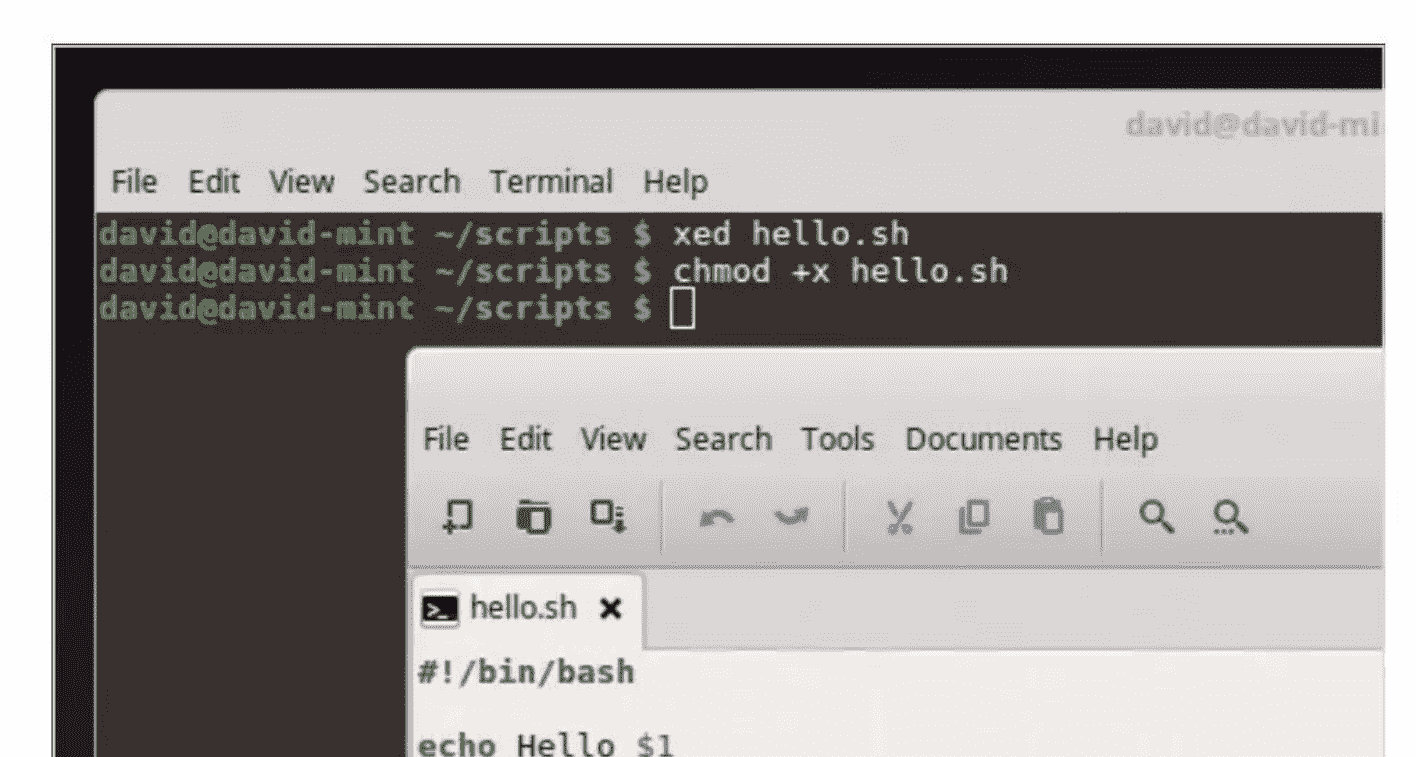 david@david-mi
File Edit View Search Terminal Help
david@david-mint ~/scripts $ xed hello.sh
david@david-mint ~/scripts $ chmod +x hello.sh
david@david-mint ~/scripts $
File Edit View Search Tools Documents Help
hello.sh
#!/bin/bash
echo Hello $1